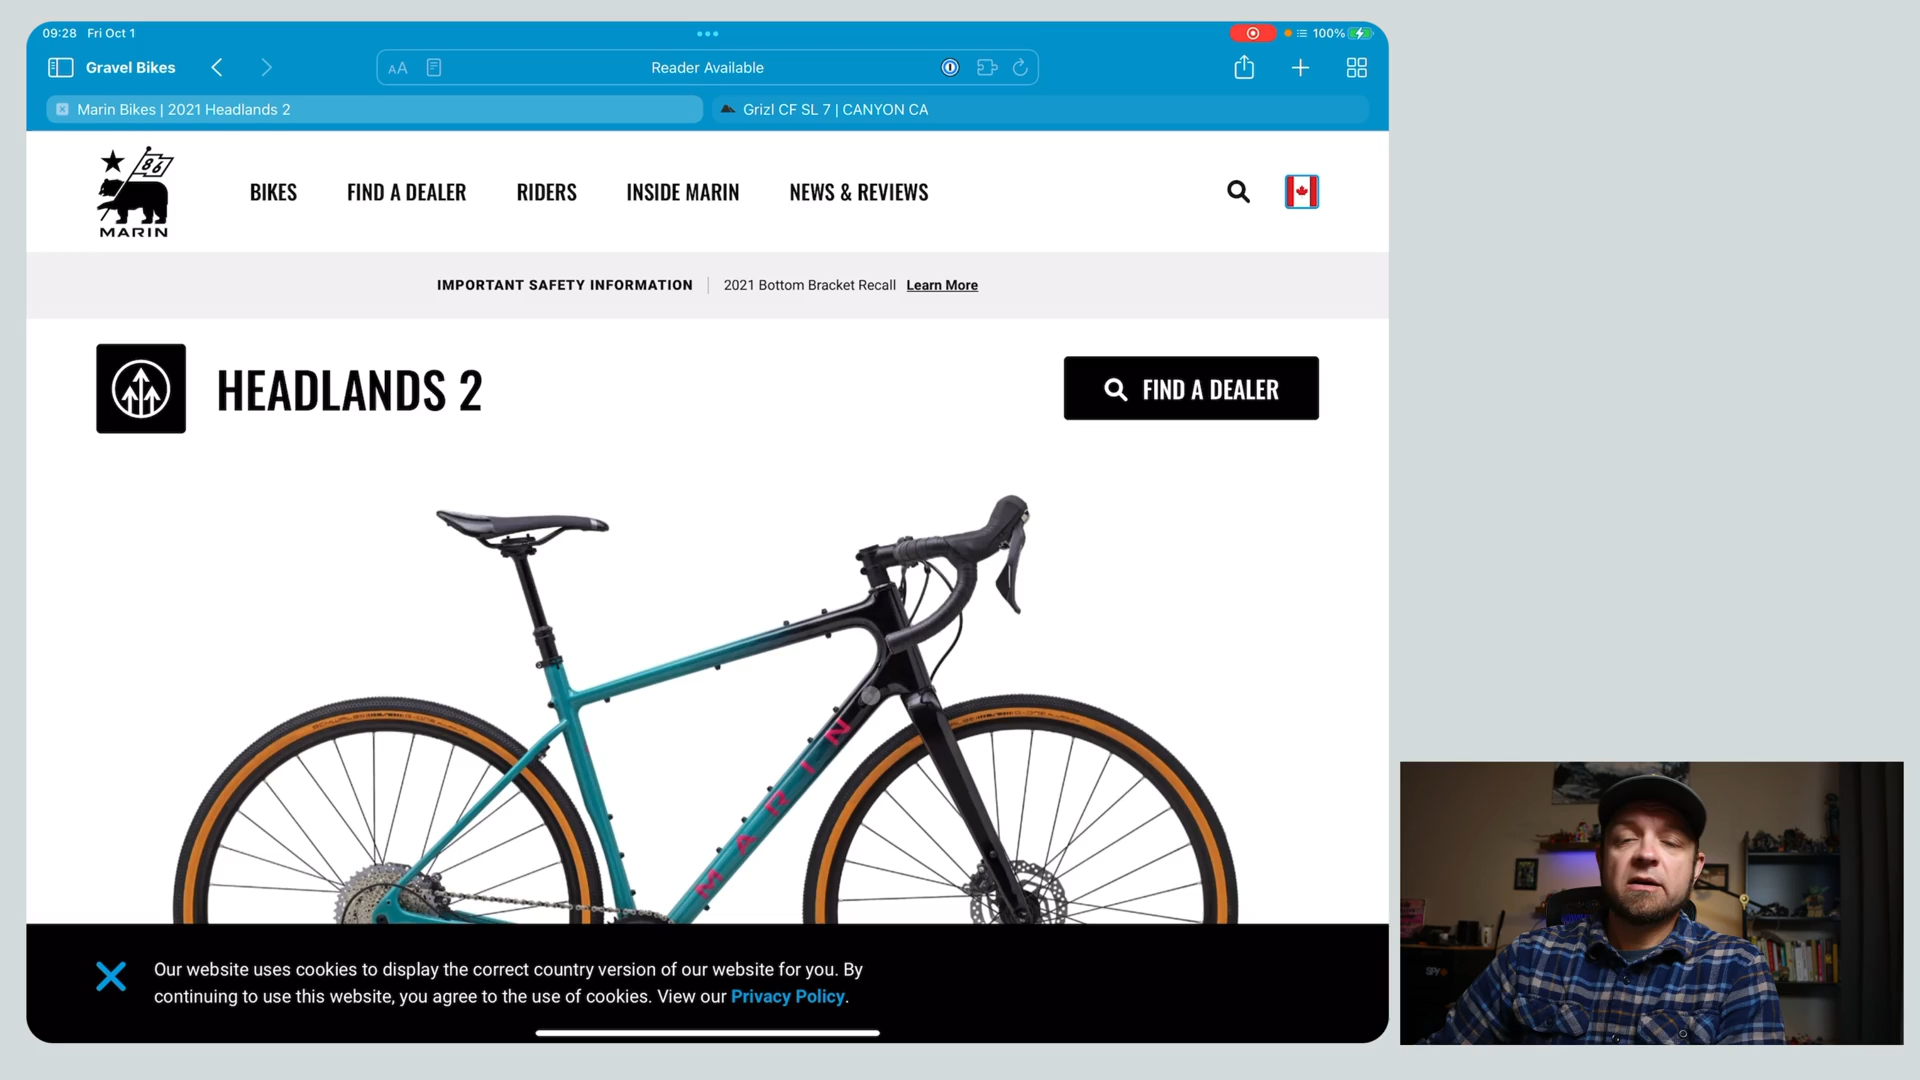 09:28 Fri Oct 1
100%
Gravel Bikes
AA
Reader Available
Marin Bikes | 2021 Headlands 2
Grizl CF SL 7 | CANYON CA
86
MARIN
BIKES
FIND A DEALER
RIDERS
INSIDE MARIN
NEWS & REVIEWS
IMPORTANT SAFETY INFORMATION
2021 Bottom Bracket Recall Learn More
HEADLANDS 2
FIND A DEALER
MARIN
Our website uses cookies to display the correct country version of our website for you. By
continuing to use this website, you agree to the use of cookies. View our Privacy Policy.